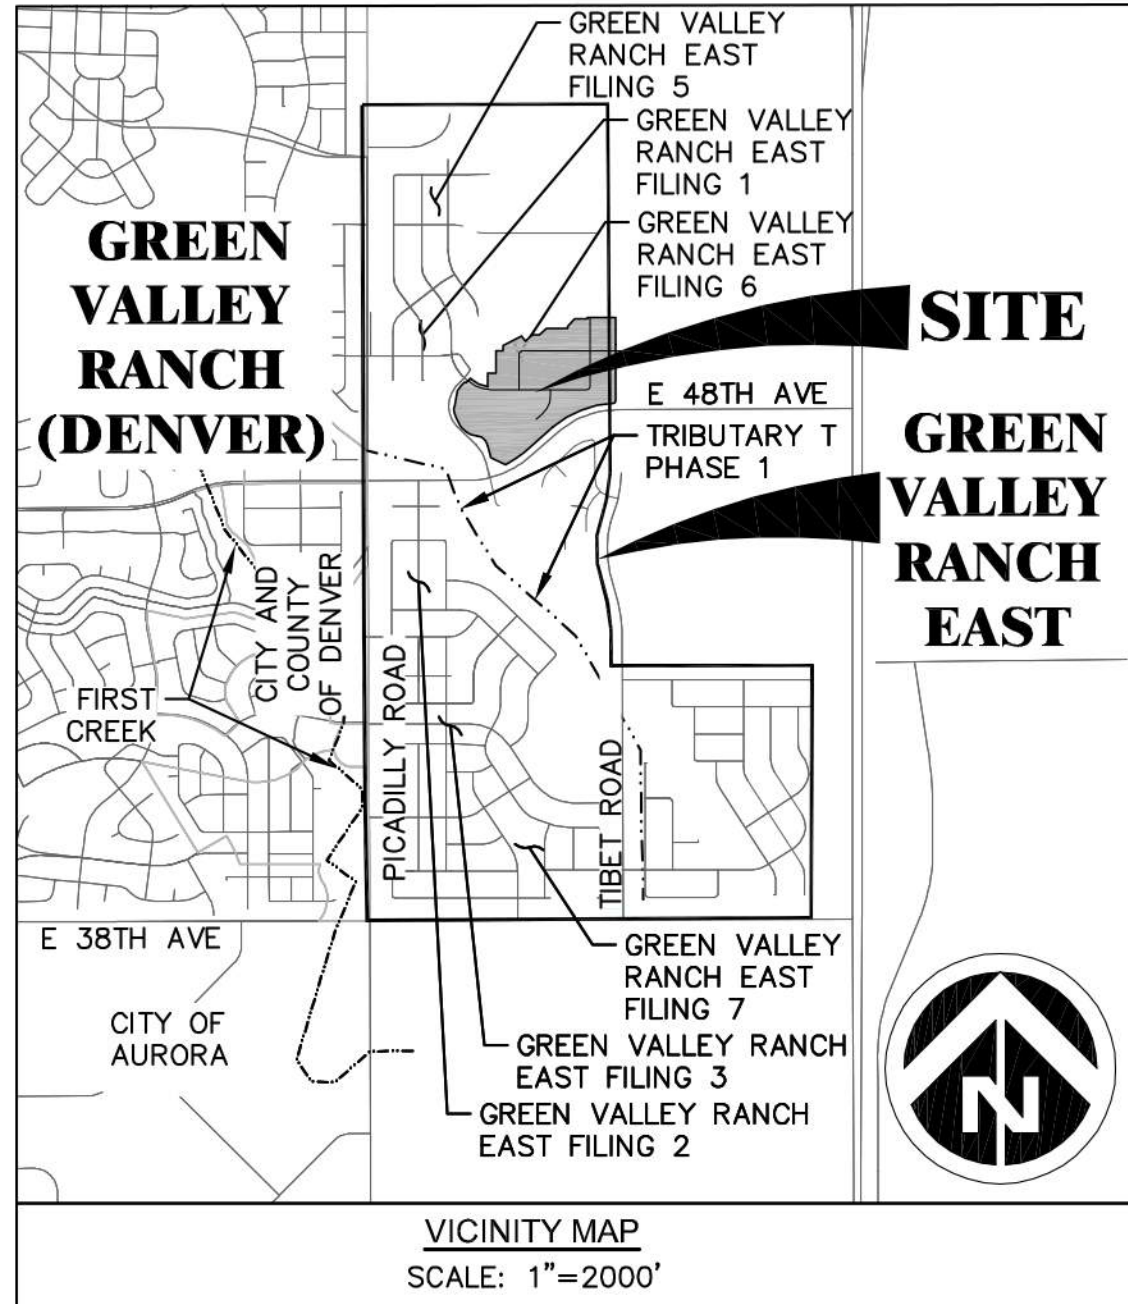 GREEN VALLEY
RANCH EAST
FILING 5
GREEN VALLEY
RANCH EAST
FILING 1
GREEN VALLEY
RANCH EAST
FILING 6
GREEN
VALLEY
RANCH
(DENVER)
SITE
E 48TH AVE
TRIBUTARY T
PHASE 1
GREEN
VALLEY
RANCH
EAST
CITY AND
COUNTY
OF DENVER
FIRST
CREEK
PICADILLY ROAD
TIBET ROAD
E 38TH AVE
CITY OF
AURORA
GREEN VALLEY
RANCH EAST
FILING 7
GREEN VALLEY RANCH
EAST FILING 3
GREEN VALLEY RANCH
EAST FILING 2
N
VICINITY MAP
SCALE: 1"=2000'